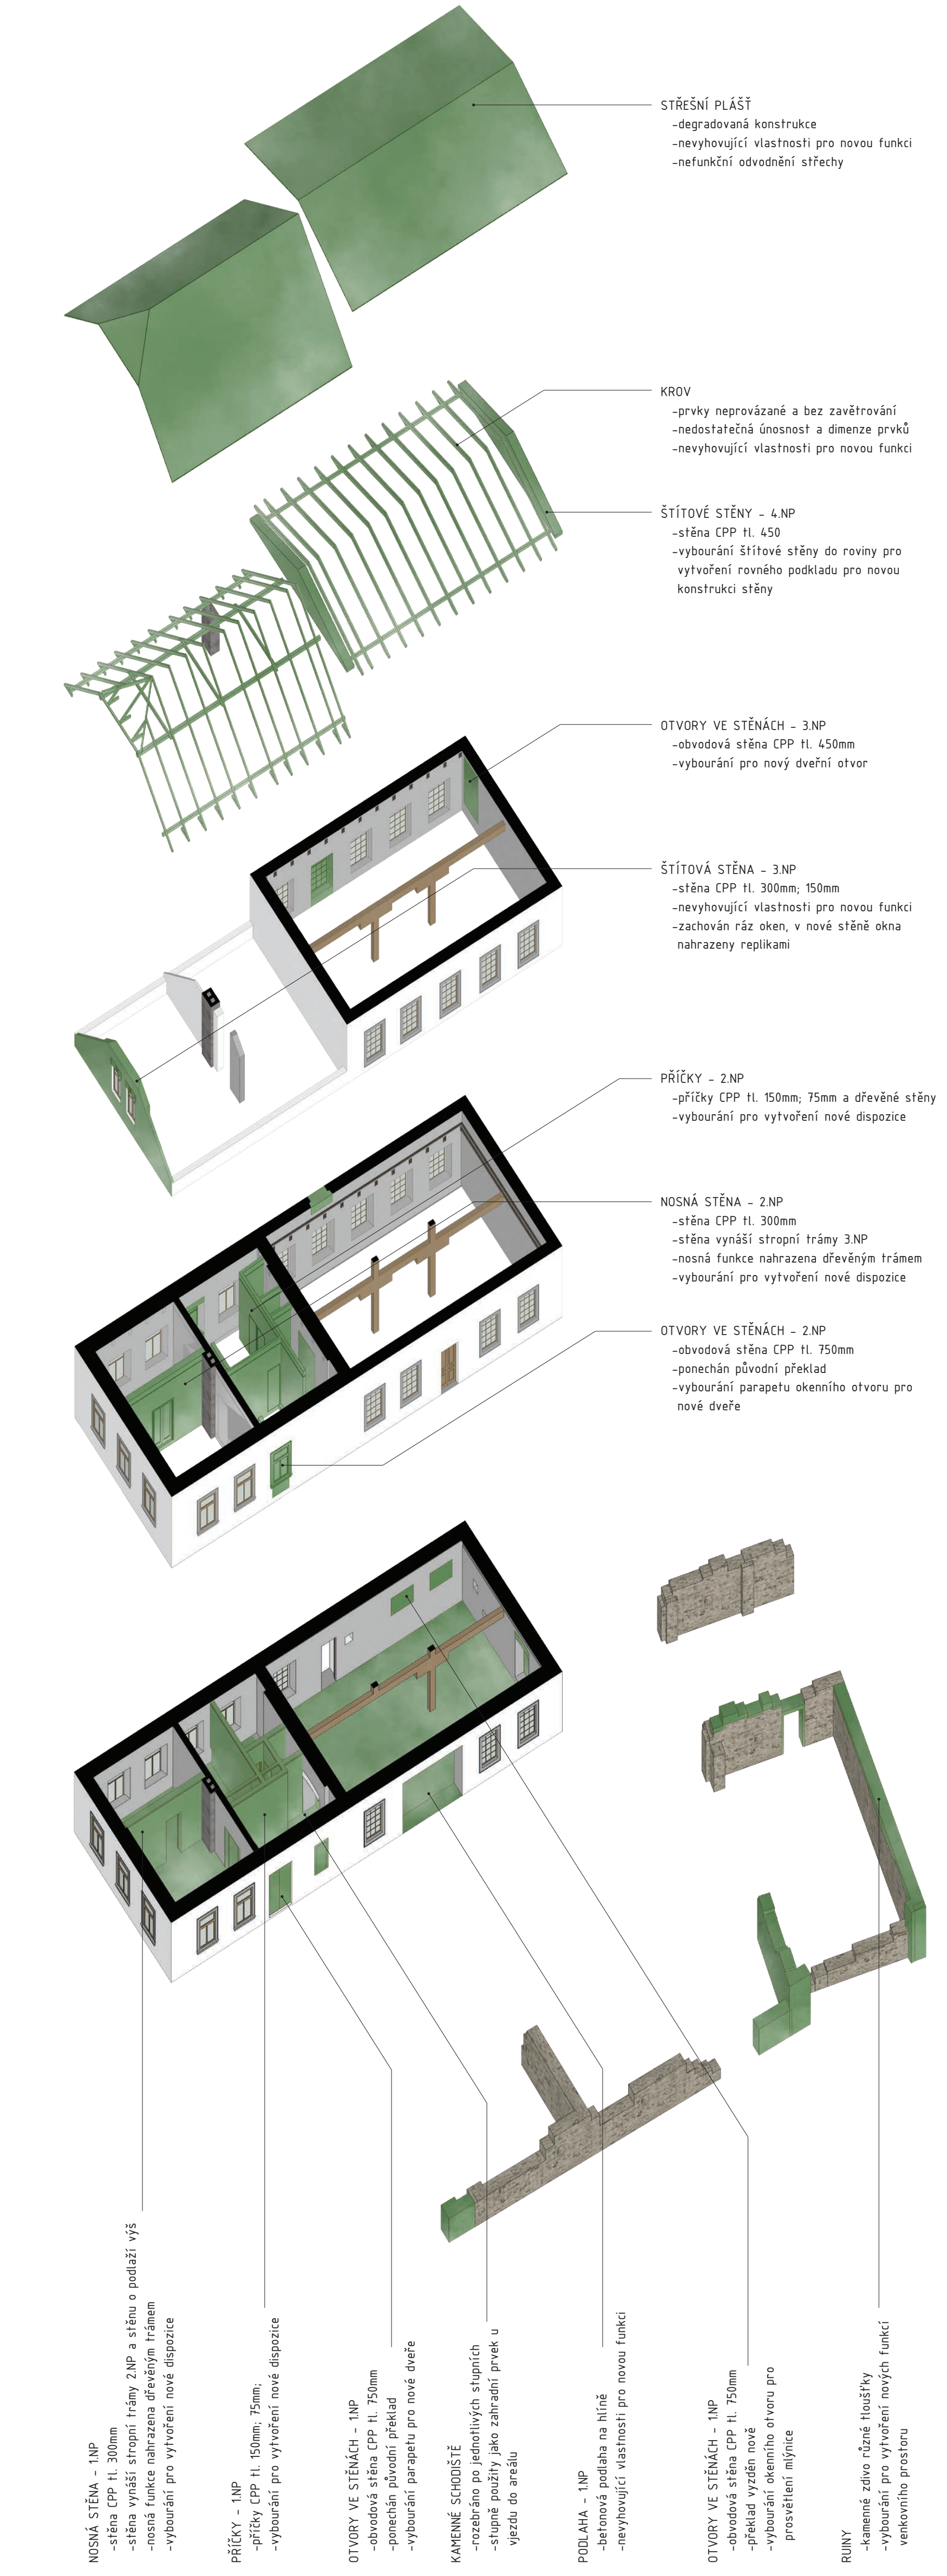 STŘEŠNÍ PLÁŠŤ
-degradovaná konstrukce
-nevyhovující vlastnosti pro novou funkci
-nefunkční odvodnění střechy
KROV
-prvky neprovázané a bez zavětrování
-nedostatečná únosnost a dimenze prvků
-nevyhovující vlastnosti pro novou funkci
ŠTÍTOVÉ STĚNY - 4.NP
-stěna CPP tl. 450
-vybourání štítové stěny do roviny pro
vytvoření rovného podkladu pro novou
konstrukci stěny
OTVORY VE STĚNÁCH - 3.NP
-obvodová stěna CPP tl. 450mm
-vybourání pro nový dveřní otvor
ŠTÍTOVÁ STĚNA - 3.NP
-stěna CPP tl. 300mm; 150mm
-nevyhovující vlastnosti pro novou funkci
-zachován ráz oken, v nové stěně okna
nahrazeny replikami
PŘÍČKY - 2.NP
-příčky CPP tl. 150mm; 75mm a dřevěné stěny
-vybourání pro vytvoření nové dispozice
NOSNÁ STĚNA - 2.NP
-stěna CPP tl. 300mm
-stěna vynáší stropní trámy 3.NP
-nosná funkce nahrazena dřevěným trámem
-vybourání pro vytvoření nové dispozice
OTVORY VE STĚNÁCH - 2.NP
-obvodová stěna CPP tl. 750mm
-ponechán původní překlad
-vybourání parapetu okenního otvoru pro
nové dveře
NOSNÁ STĚNA - 1.NP
-stěna CPP tl. 300mm
-stěna vynáší stropní trámy 2.NP a stěnu o podlaží výš
-nosná funkce nahrazena dřevěným trámem
-vybourání pro vytvoření nové dispozice
PŘÍČKY - 1.NP
-příčky CPP tl. 150mm; 75mm;
-vybourání pro vytvoření nové dispozice
OTVORY VE STĚNÁCH - 1.NP
-obvodová stěna CPP tl. 750mm
-ponechán původní překlad
-vybourání parapetu pro nové dveře
KAMENNÉ SCHODIŠTĚ
-rozebráno po jednotlivých stupních
-stupně použity jako zahradní prvek u
vjezdu do areálu
PODLAHA - 1.NP
-betonová podlaha na hlíně
-nevyhovující vlastnosti pro novou funkci
OTVORY VE STĚNÁCH - 1.NP
-obvodová stěna CPP tl. 750mm
-překlad vyzděn nově
-vybourání okenního otvoru pro
prosvětlení mlýnice
RUINY
-kamenné zdivo různé tloušťky
-vybourání pro vytvoření nových funkcí
venkovního prostoru